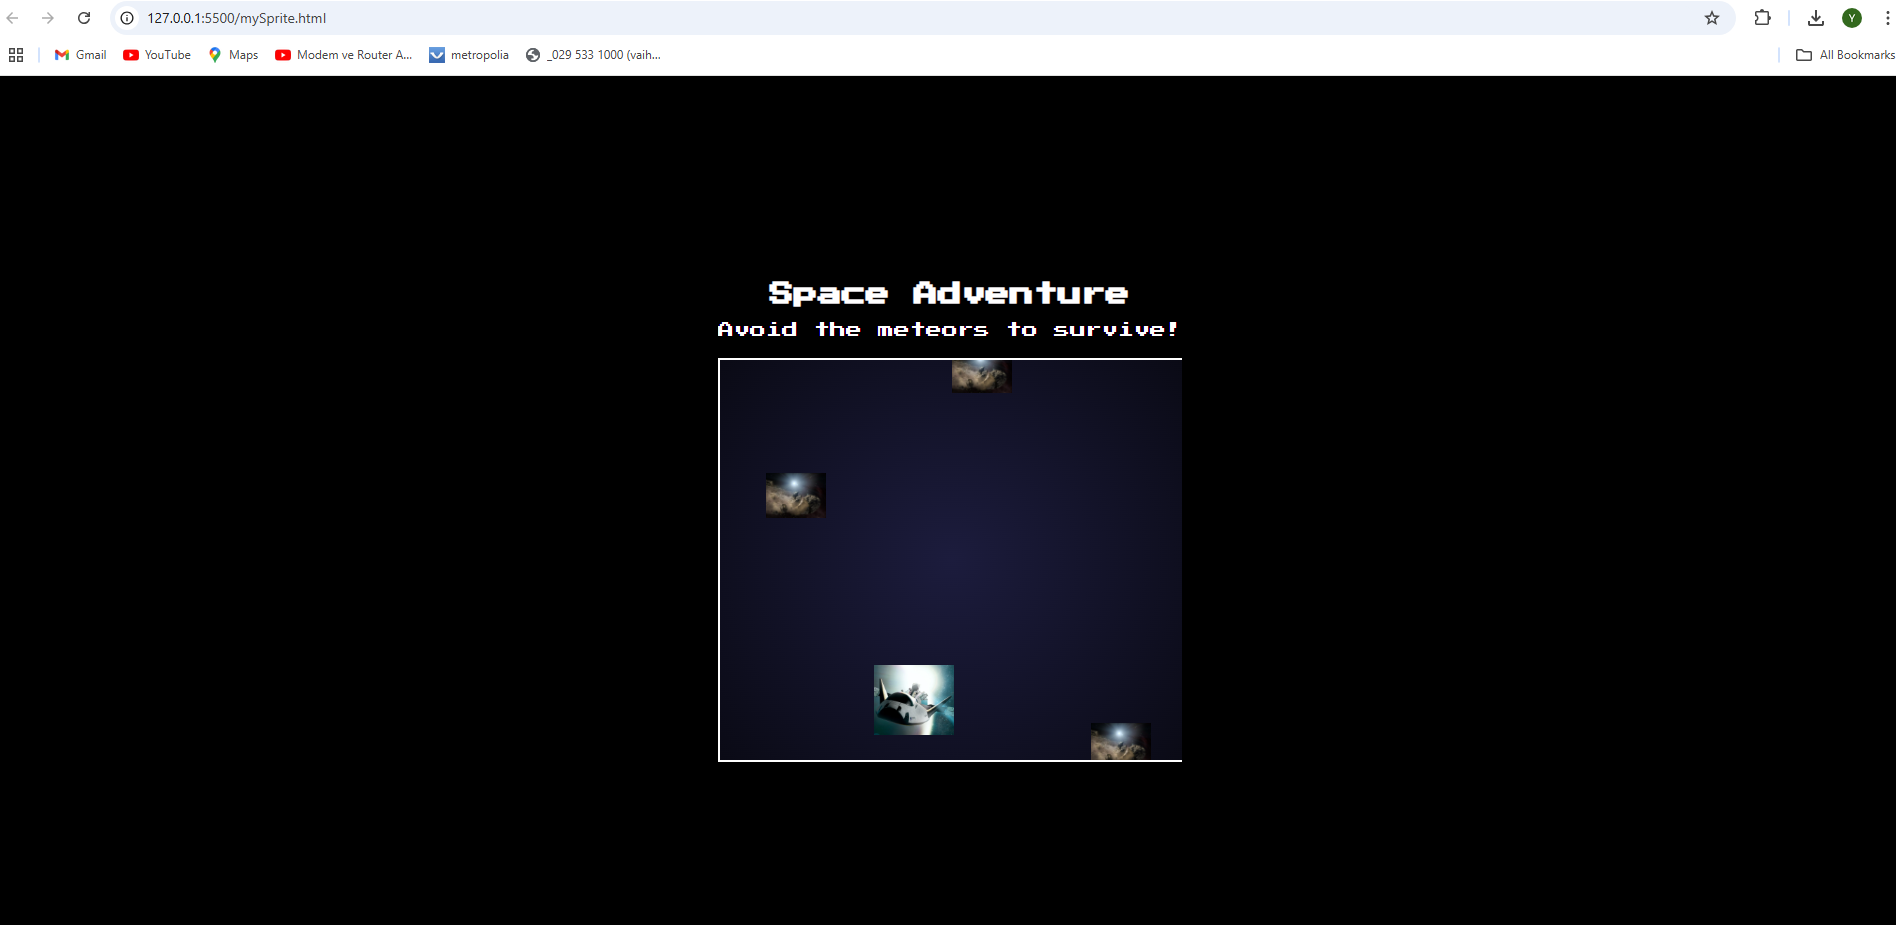 127.0.0.1:5500/mySprite.html
Y
Gmail
YouTube
Maps
Modem ve Router A...
metropolia
_029 533 1000 (vaih...
All Bookmarks
Space Adventure
Avoid the meteors to survive!